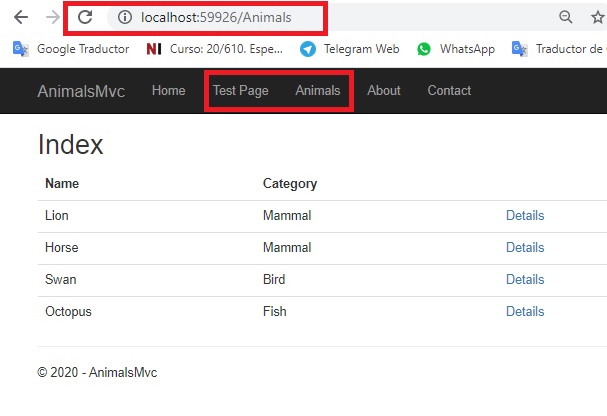 localhost:59926/Animals
Google Traductor NI Curso: 20/610. Espe... Telegram Web WhatsApp Traductor de
AnimalsMvc Home Test Page Animals About Contact
Index
Name Category
Lion Mammal Details
Horse Mammal Details
Swan Bird Details
Octopus Fish Details
© 2020 - AnimalsMvc